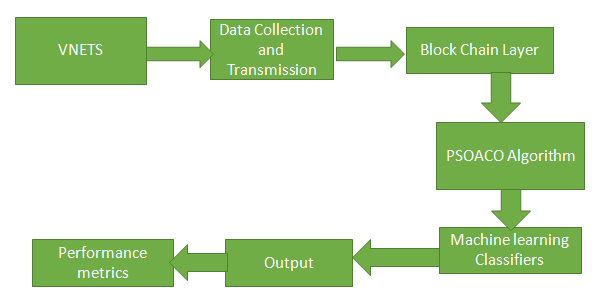 VNETS
Data Collection
and
Transmission
Block Chain Layer
PSOACO Algorithm
Machine learning
Classifiers
Output
Performance
metrics